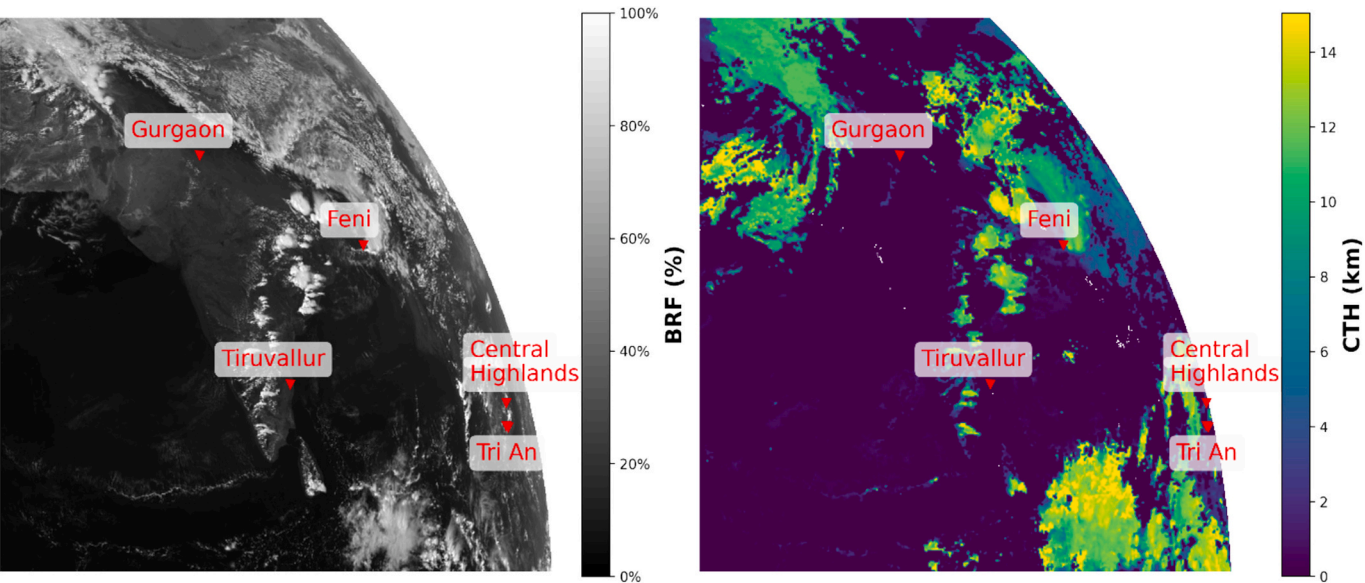 Gurgaon
Feni
Tiruvallur
Central
Highlands
Tri An
100%
80%
60%
40%
20%
0%
BRF (%)
Gurgaon
Feni
Tiruvallur
Central
Highlands
Tri An
14
12
10
8
6
4
2
0
CTH (km)